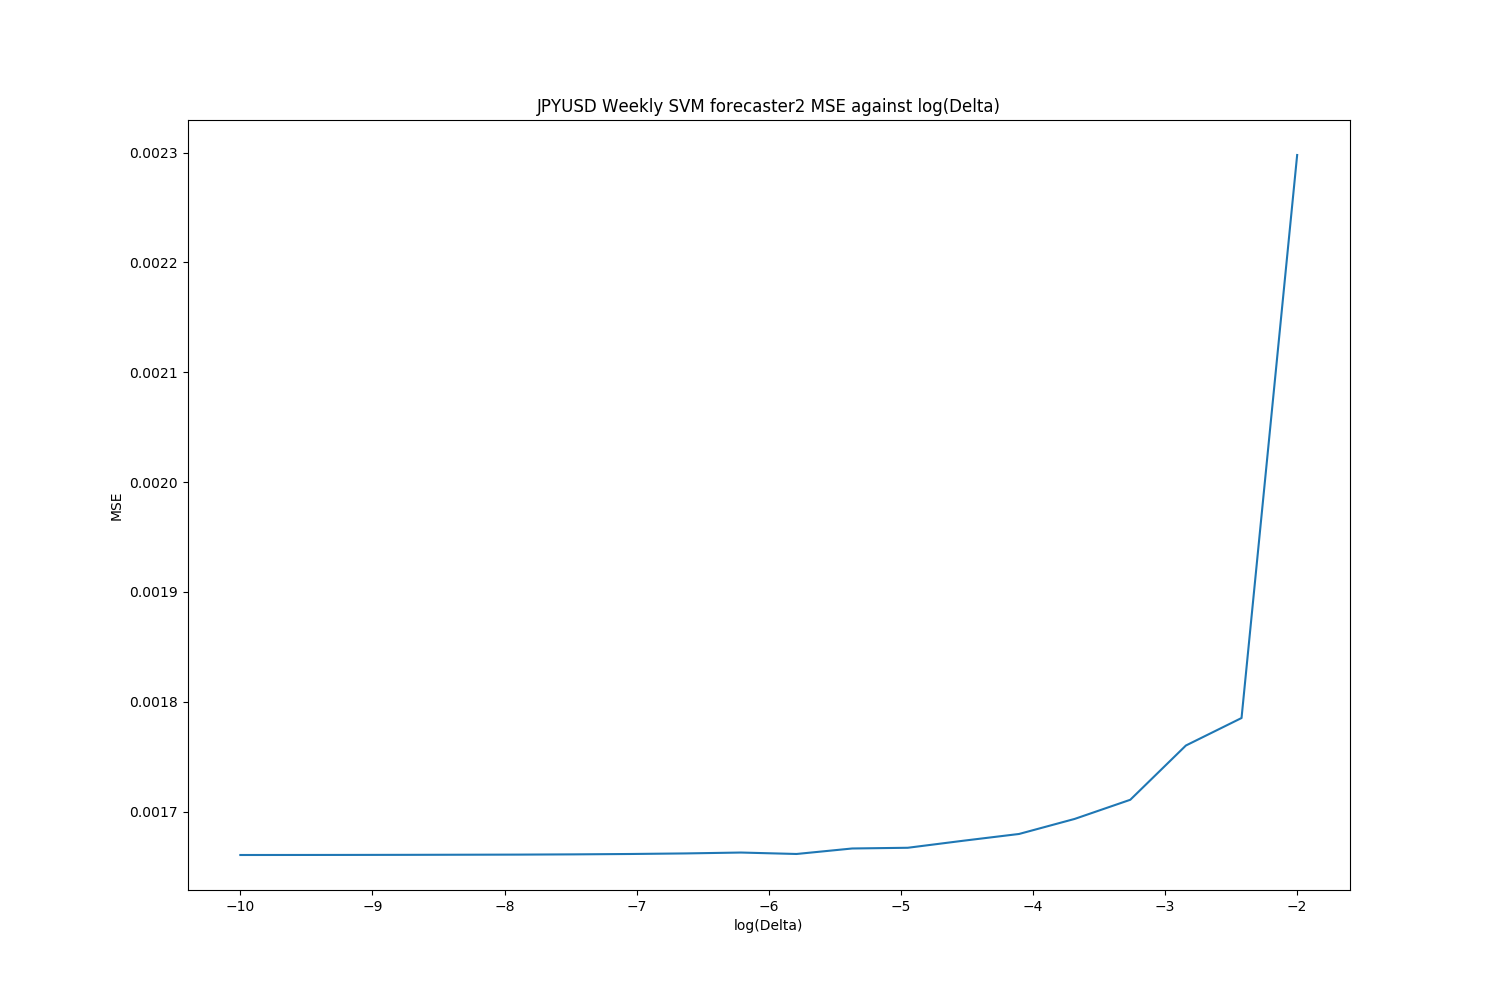 JPYUSD Weekly SVM forecaster2 MSE against log(Delta)
0.0023
0.0022
0.0021
0.0020
0.0019
0.0018
0.0017
MSE
−10 −9 −8 −7 −6 −5 −4 −3 −2
log(Delta)